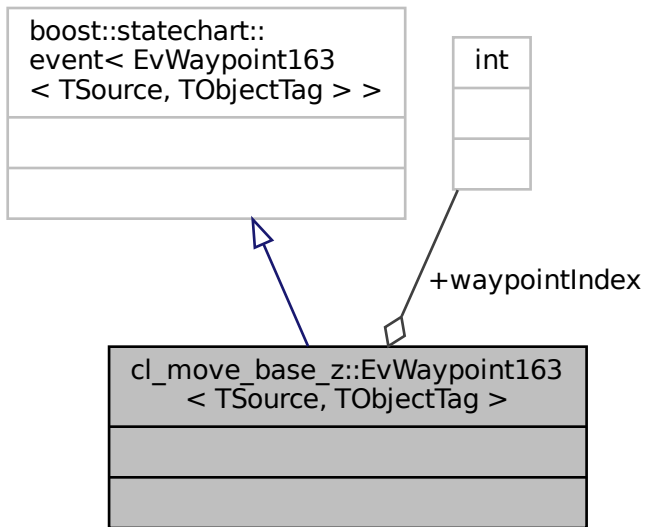 boost::statechart::
event< EvWaypoint163
< TSource, TObjectTag > >
int
+waypointIndex
cl_move_base_z::EvWaypoint163
< TSource, TObjectTag >